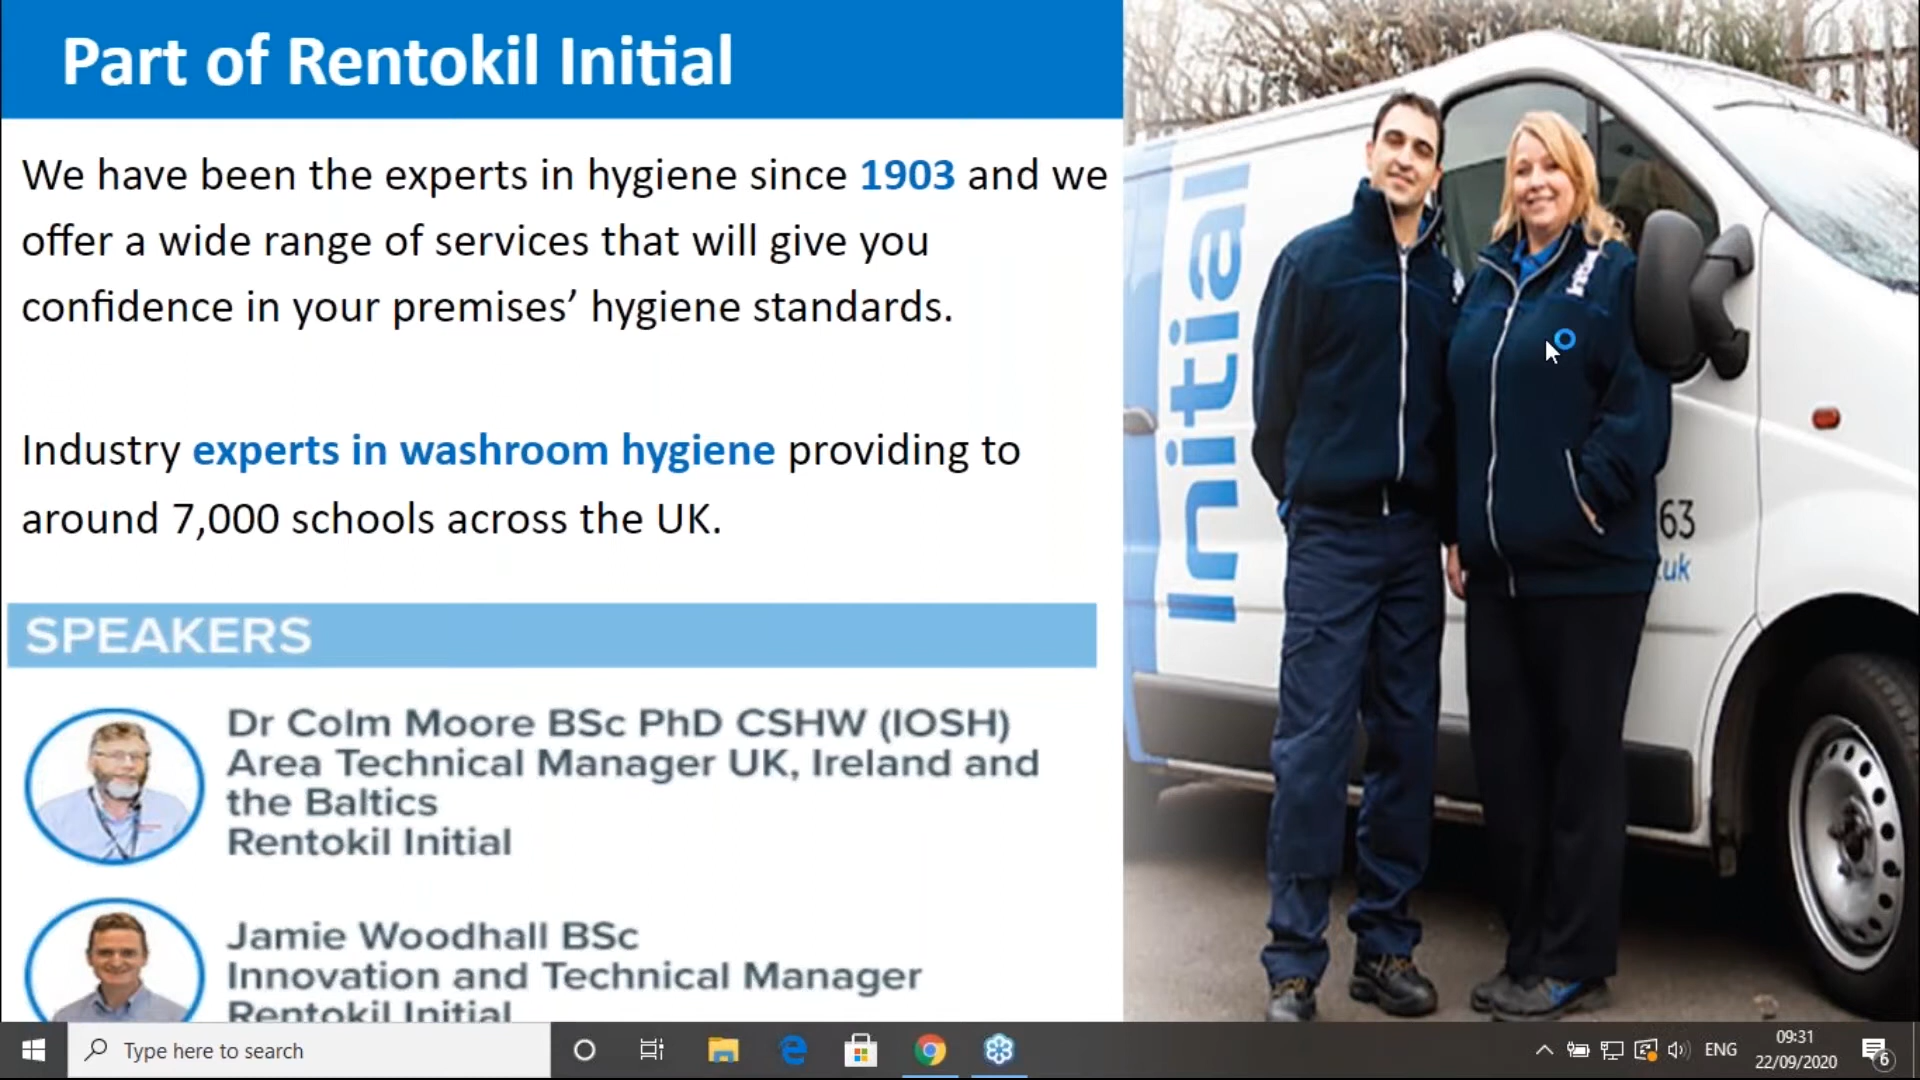 Part of Rentokil Initial
We have been the experts in hygiene since 1903 and we
offer a wide range of services that will give you
confidence in your premises’ hygiene standards.
Industry experts in washroom hygiene providing to
around 7,000 schools across the UK.
SPEAKERS
Dr Colm Moore BSc PhD CSHW (IOSH)
Area Technical Manager UK, Ireland and
the Baltics
Rentokil Initial
Jamie Woodhall BSc
Innovation and Technical Manager
Rentokil Initial
Initial
Initial
63
.uk
Type here to search
ENG
09:31
22/09/2020
6